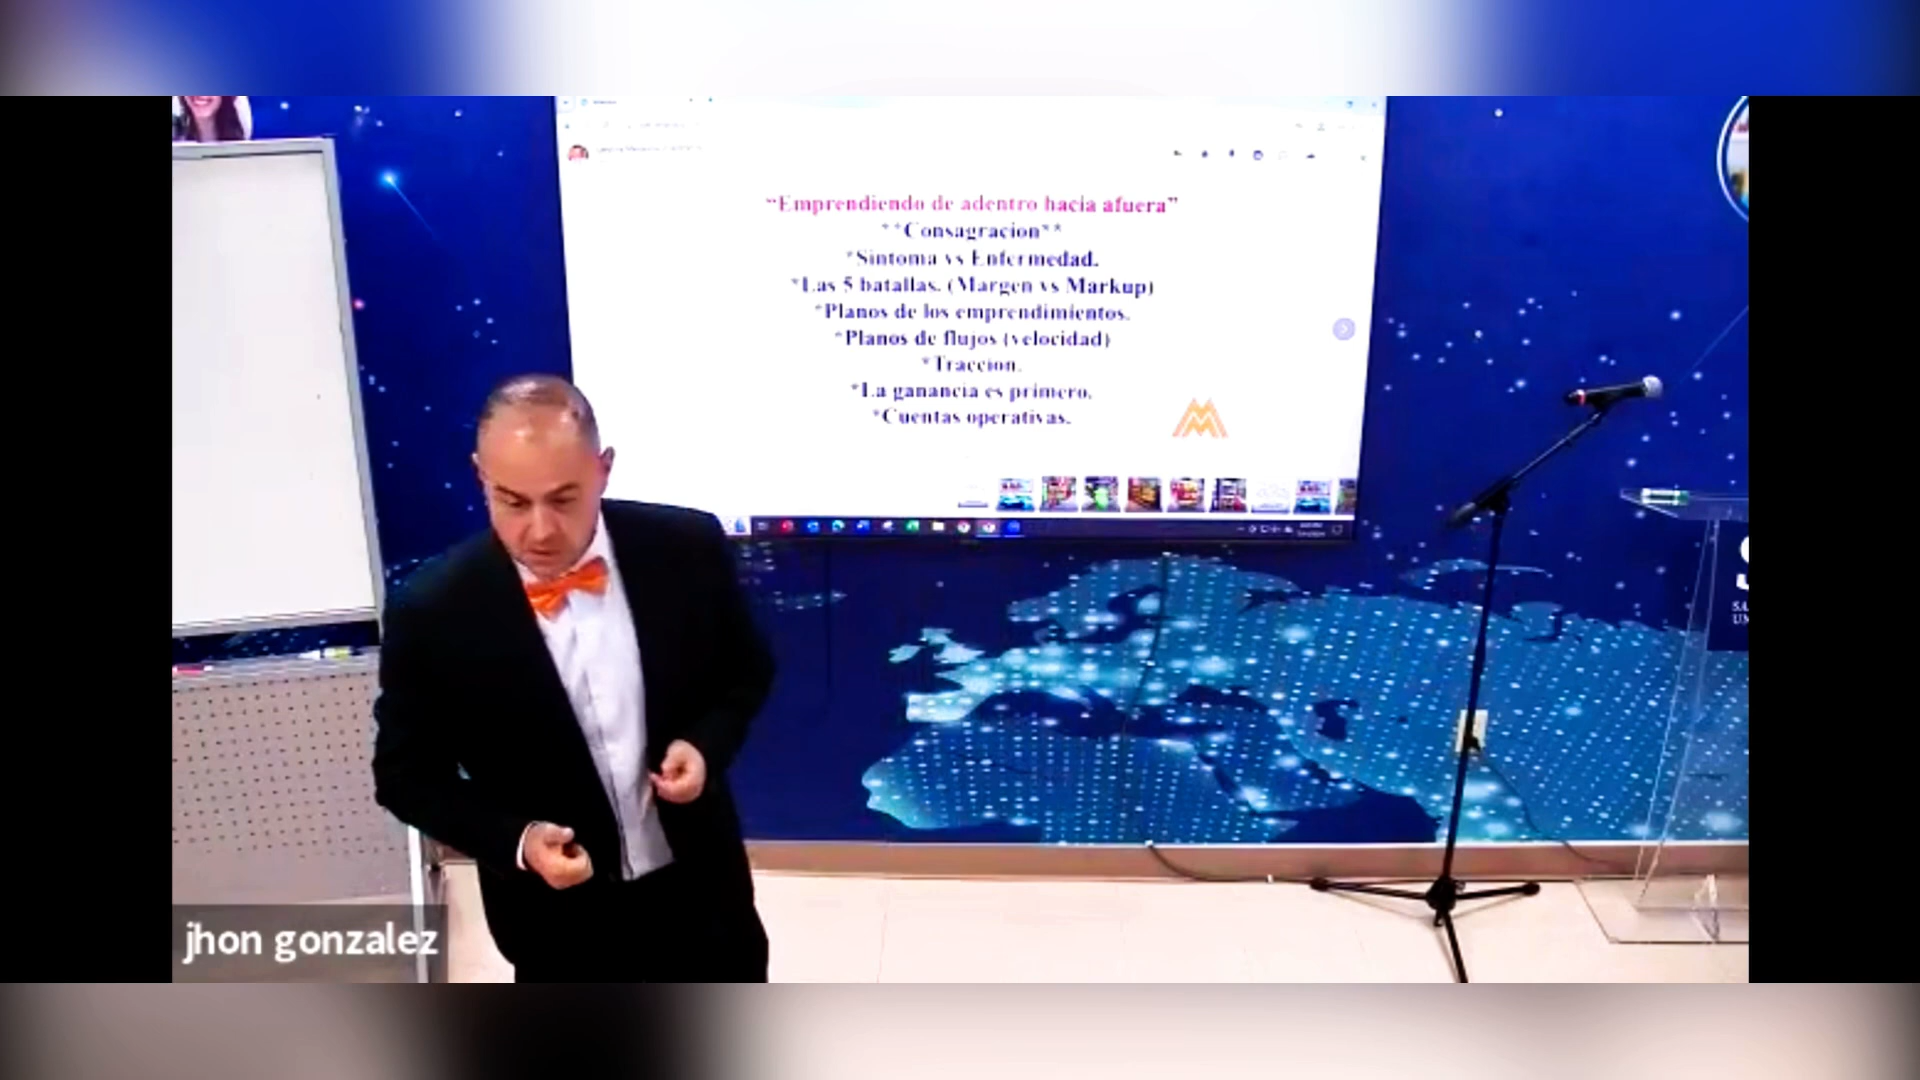 “Emprendiendo de adentro hacia afuera”
**Consagracion**
*Sintoma vs Enfermedad.
*Las 5 batallas. (Margen vs Markup)
*Planos de los emprendimientos.
*Planos de flujos (velocidad)
*Traccion.
*La ganancia es primero.
*Cuentas operativas.
jhon gonzalez